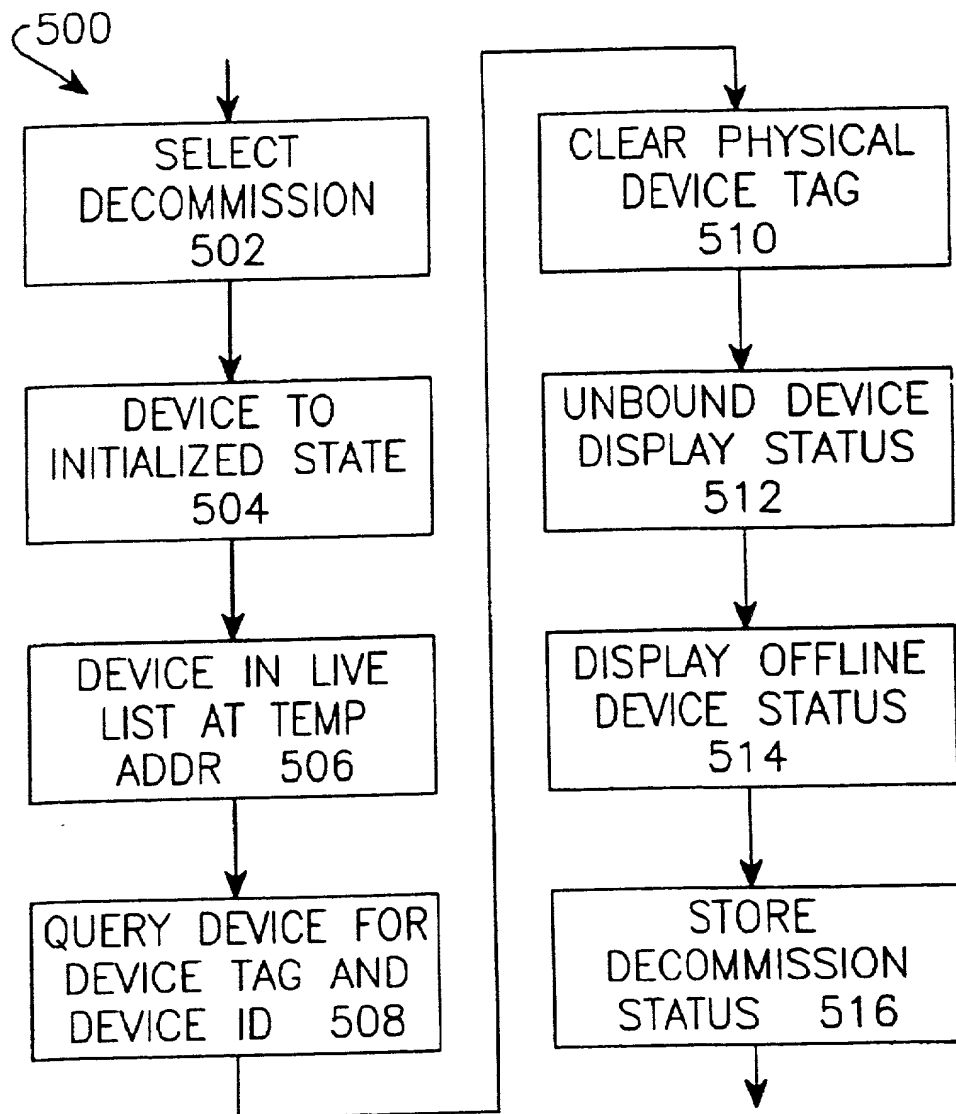 500
SELECT
DECOMMISSION
502
DEVICE TO
INITIALIZED STATE
504
DEVICE IN LIVE
LIST AT TEMP
ADDR 506
QUERY DEVICE FOR
DEVICE TAG AND
DEVICE ID 508
CLEAR PHYSICAL
DEVICE TAG
510
UNBOUND DEVICE
DISPLAY STATUS
512
DISPLAY OFFLINE
DEVICE STATUS
514
STORE
DECOMMISSION
STATUS 516